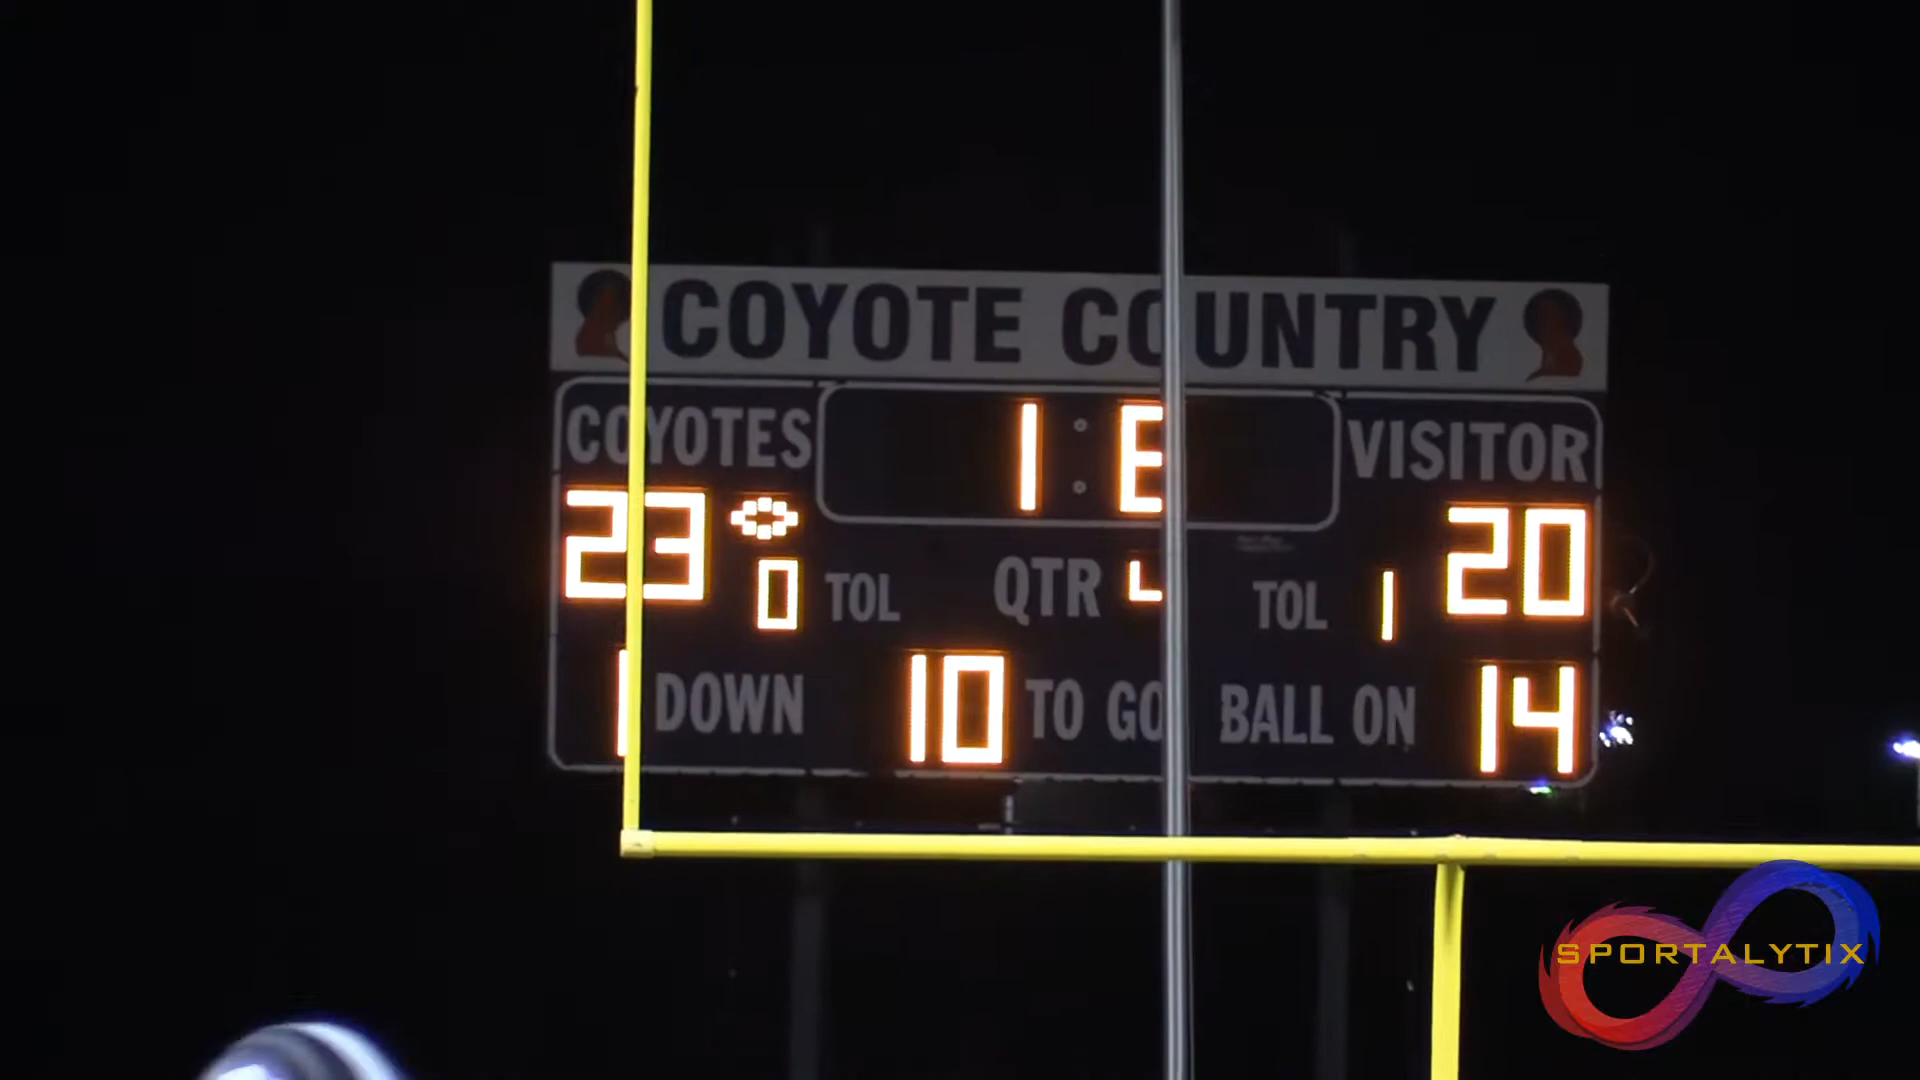 COYOTE COUNTRY
COYOTES
VISITOR
1 :
23
20
0 TOL
QTR
TOL 1
1 DOWN
10 TO GO
BALL ON 14
SPORTALYTIX